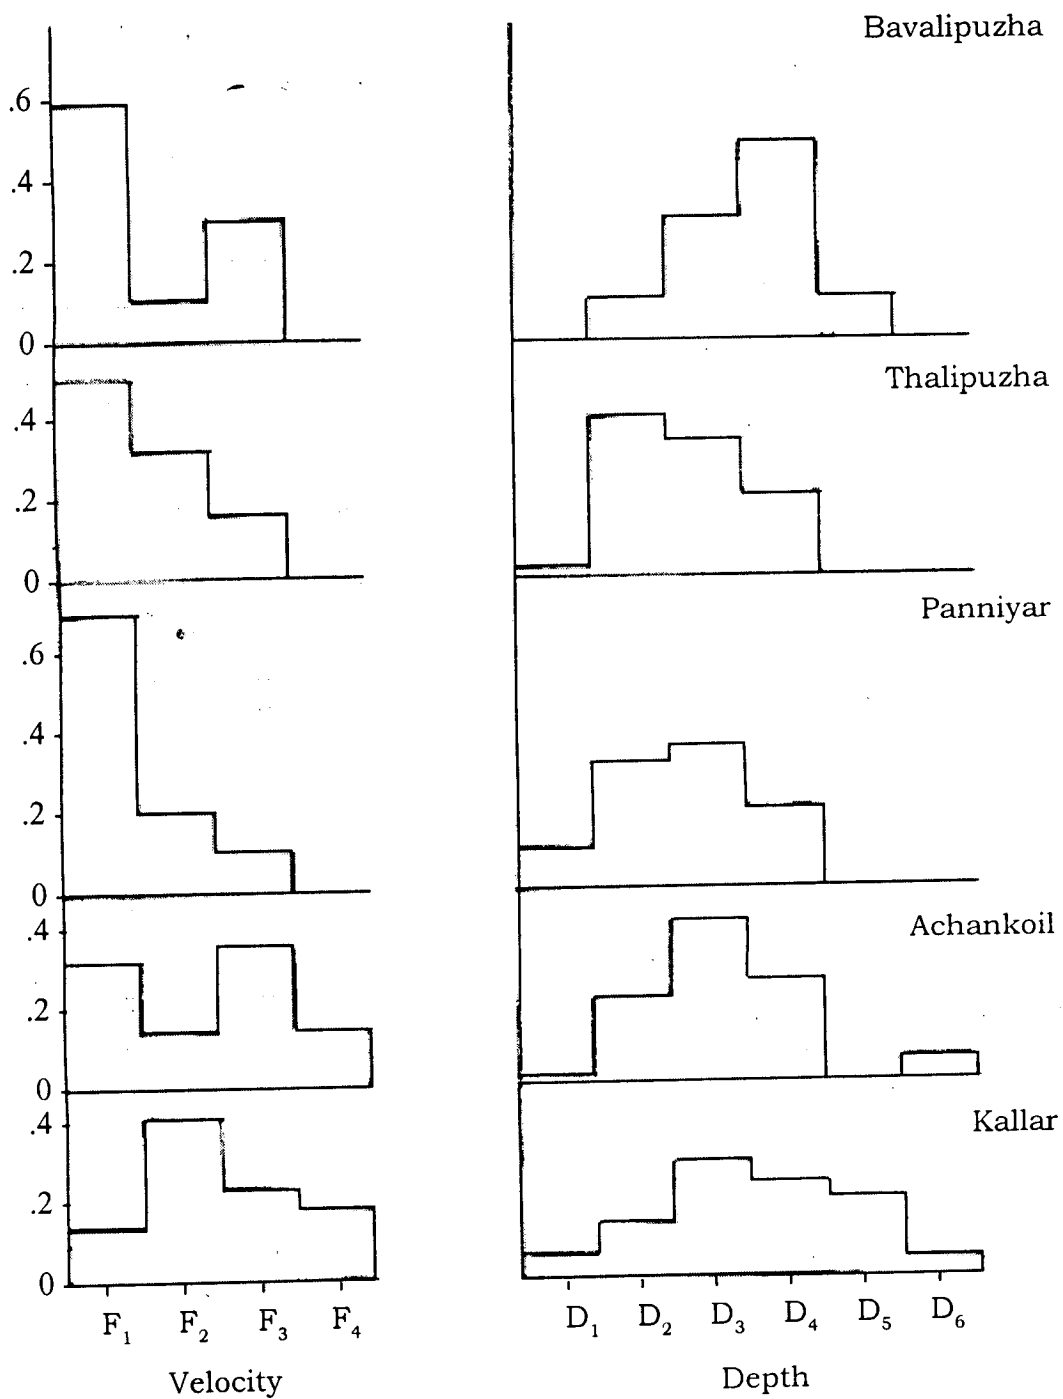 Bavalipuzha
.6
.4
.2
0
Thalipuzha
.4
.2
0
Panniyar
.6
.4
.2
0
Achankoil
.4
.2
0
Kallar
.4
.2
0
F₁ F₂ F₃ F₄ D₁ D₂ D₃ D₄ D₅ D₆
Velocity Depth